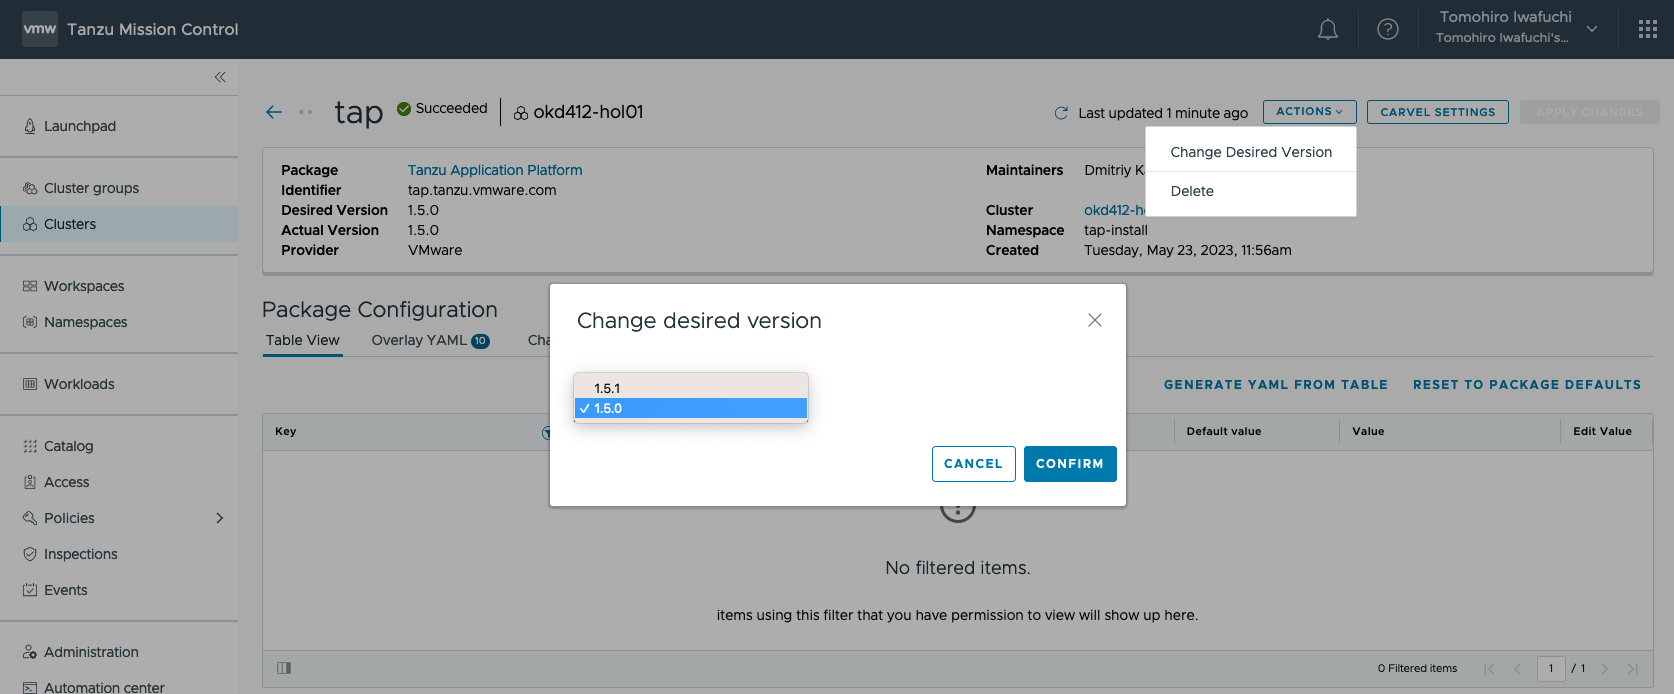 vmw Tanzu Mission Control
Tomohiro Iwafuchi
Tomohiro Iwafuchi's...
Launchpad
Cluster groups
Clusters
Workspaces
Namespaces
Workloads
Catalog
Access
Policies
Inspections
Events
Administration
Automation center
tap Succeeded okd412-hol01
Last updated 1 minute ago ACTIONS CARVEL SETTINGS APPLY CHANGES
Change Desired Version
Delete
Package Tanzu Application Platform
Identifier tap.tanzu.vmware.com
Desired Version 1.5.0
Actual Version 1.5.0
Provider VMware
Maintainers Dmitriy K
Cluster okd412-h
Namespace tap-install
Created Tuesday, May 23, 2023, 11:56am
Package Configuration
Table View Overlay YAML 10 Cha
Change desired version
1.5.1
1.5.0
CANCEL CONFIRM
GENERATE YAML FROM TABLE RESET TO PACKAGE DEFAULTS
Key Default value Value Edit Value
No filtered items.
items using this filter that you have permission to view will show up here.
0 Filtered items 1 / 1